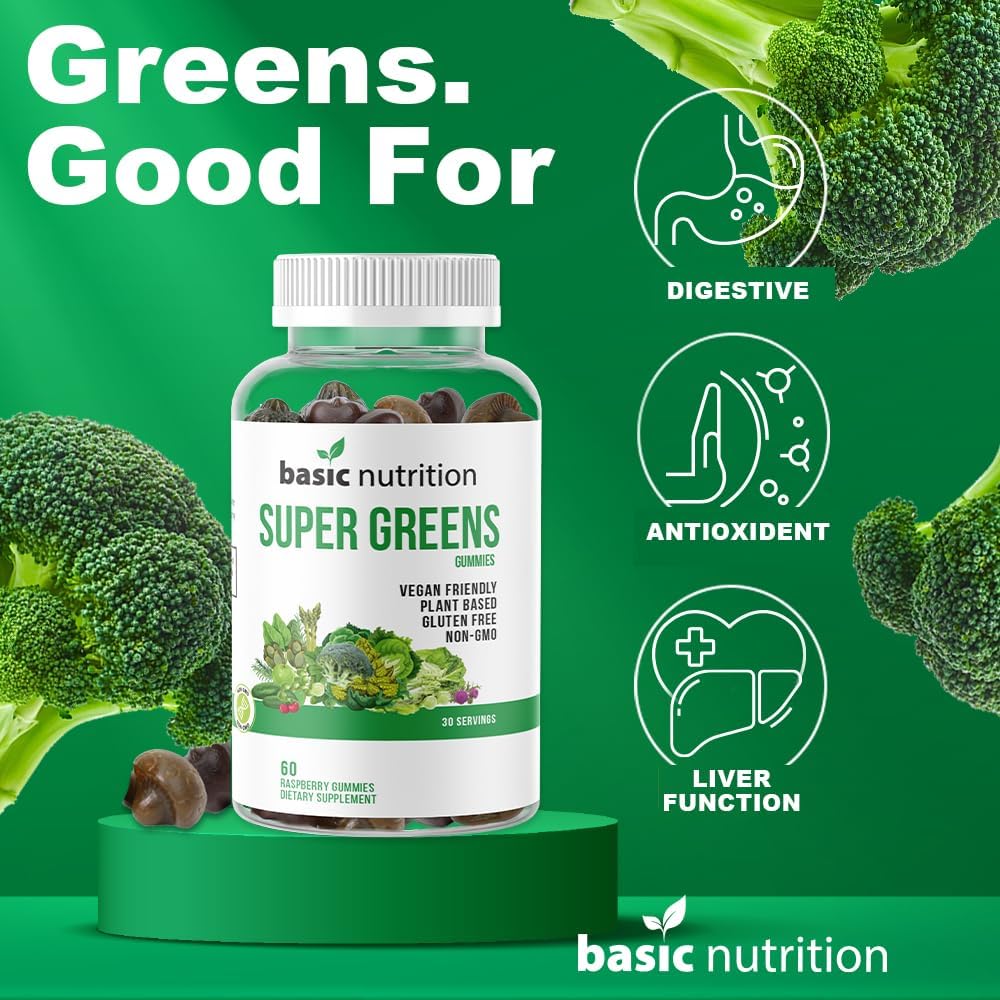 Greens.
Good For
DIGESTIVE
ANTIOXIDENT
LIVER
FUNCTION
basic nutrition
SUPER GREENS
GUMMIES
VEGAN FRIENDLY
PLANT BASED
GLUTEN FREE
NON-GMO
30 SERVINGS
60
RASPBERRY GUMMIES
DIETARY SUPPLEMENT
basic nutrition